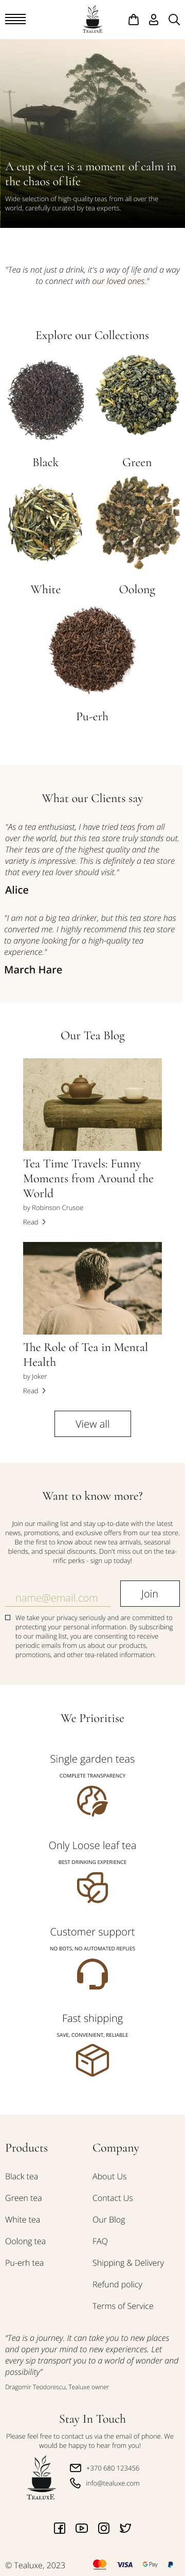 TEALUXE
A cup of tea is a moment of calm in
the chaos of life
Wide selection of high-quality teas from all over the
world, carefully curated by tea experts.
"Tea is not just a drink, it's a way of life and a way
to connect with our loved ones."
Explore our Collections
Black
Green
White
Oolong
Pu-erh
What our Clients say
"As a tea enthusiast, I have tried teas from all
over the world, but this tea store truly stands out.
Their teas are of the highest quality and the
variety is impressive. This is definitely a tea store
that every tea lover should visit."
Alice
"I am not a big tea drinker, but this tea store has
converted me. I highly recommend this tea store
to anyone looking for a high-quality tea
experience."
March Hare
Our Tea Blog
Tea Time Travels: Funny
Moments from Around the
World
by Robinson Crusoe
Read
The Role of Tea in Mental
Health
by Joker
Read
View all
Want to know more?
Join our mailing list and stay up-to-date with the latest
news, promotions, and exclusive offers from our tea store.
Be the first to know about new tea arrivals, seasonal
blends, and special discounts. Don't miss out on the tea-
rrific perks - sign up today!
name@email.com
Join
We take your privacy seriously and are committed to
protecting your personal information. By subscribing
to our mailing list, you are consenting to receive
periodic emails from us about our products,
promotions, and other tea-related information.
We Prioritise
Single garden teas
COMPLETE TRANSPARENCY
Only Loose leaf tea
BEST DRINKING EXPERIENCE
Customer support
NO BOTS, NO AUTOMATED REPLIES
Fast shipping
SAVE, CONVENIENT, RELIABLE
Products
Black tea
Green tea
White tea
Oolong tea
Pu-erh tea
Company
About Us
Contact Us
Our Blog
FAQ
Shipping & Delivery
Refund policy
Terms of Service
"Tea is a journey. It can take you to new places
and open your mind to new experiences. Let
every sip transport you to a world of wonder and
possibility"
Dragomir Teodorescu, Tealuxe owner
Stay In Touch
Please feel free to contact us via the email of phone. We
would be happy to hear from you!
TEALUXE
+370 680 123456
info@tealuxe.com
© Tealuxe, 2023
VISA
G Pay